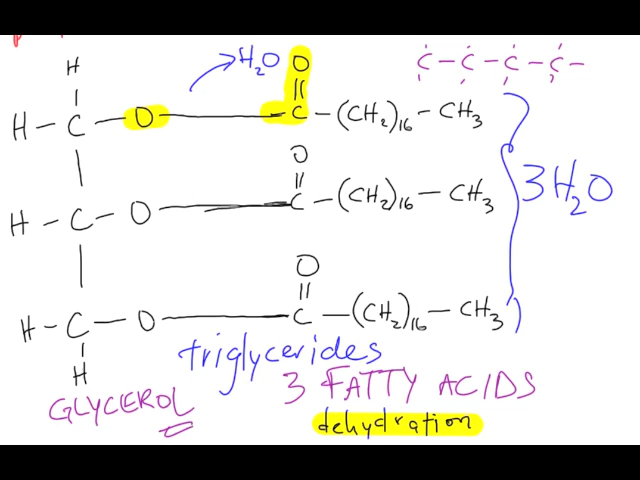 H H₂O O C – C – C – C –
H – C – O — C – (CH₂)₁₆ – CH₃
O
H – C – O — C – (CH₂)₁₆ – CH₃ 3H₂O
O
H – C – O — C – (CH₂)₁₆ – CH₃
H triglycerides
GLYCEROL 3 FATTY ACIDS
dehydration